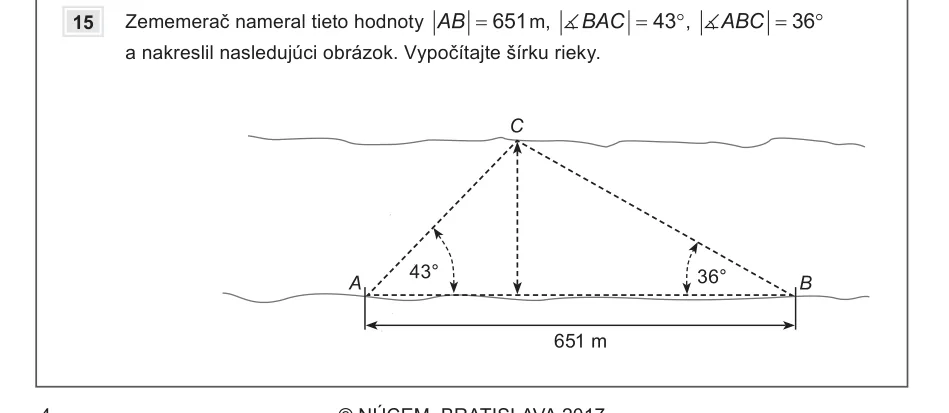 15 Zememerač nameral tieto hodnoty |AB| = 651 m, |∡BAC| = 43°, |∡ABC| = 36°
a nakreslil nasledujúci obrázok. Vypočítajte šírku rieky.
C
A 43° 36° B
651 m
4 © NÚCEM, BRATISLAVA 2017